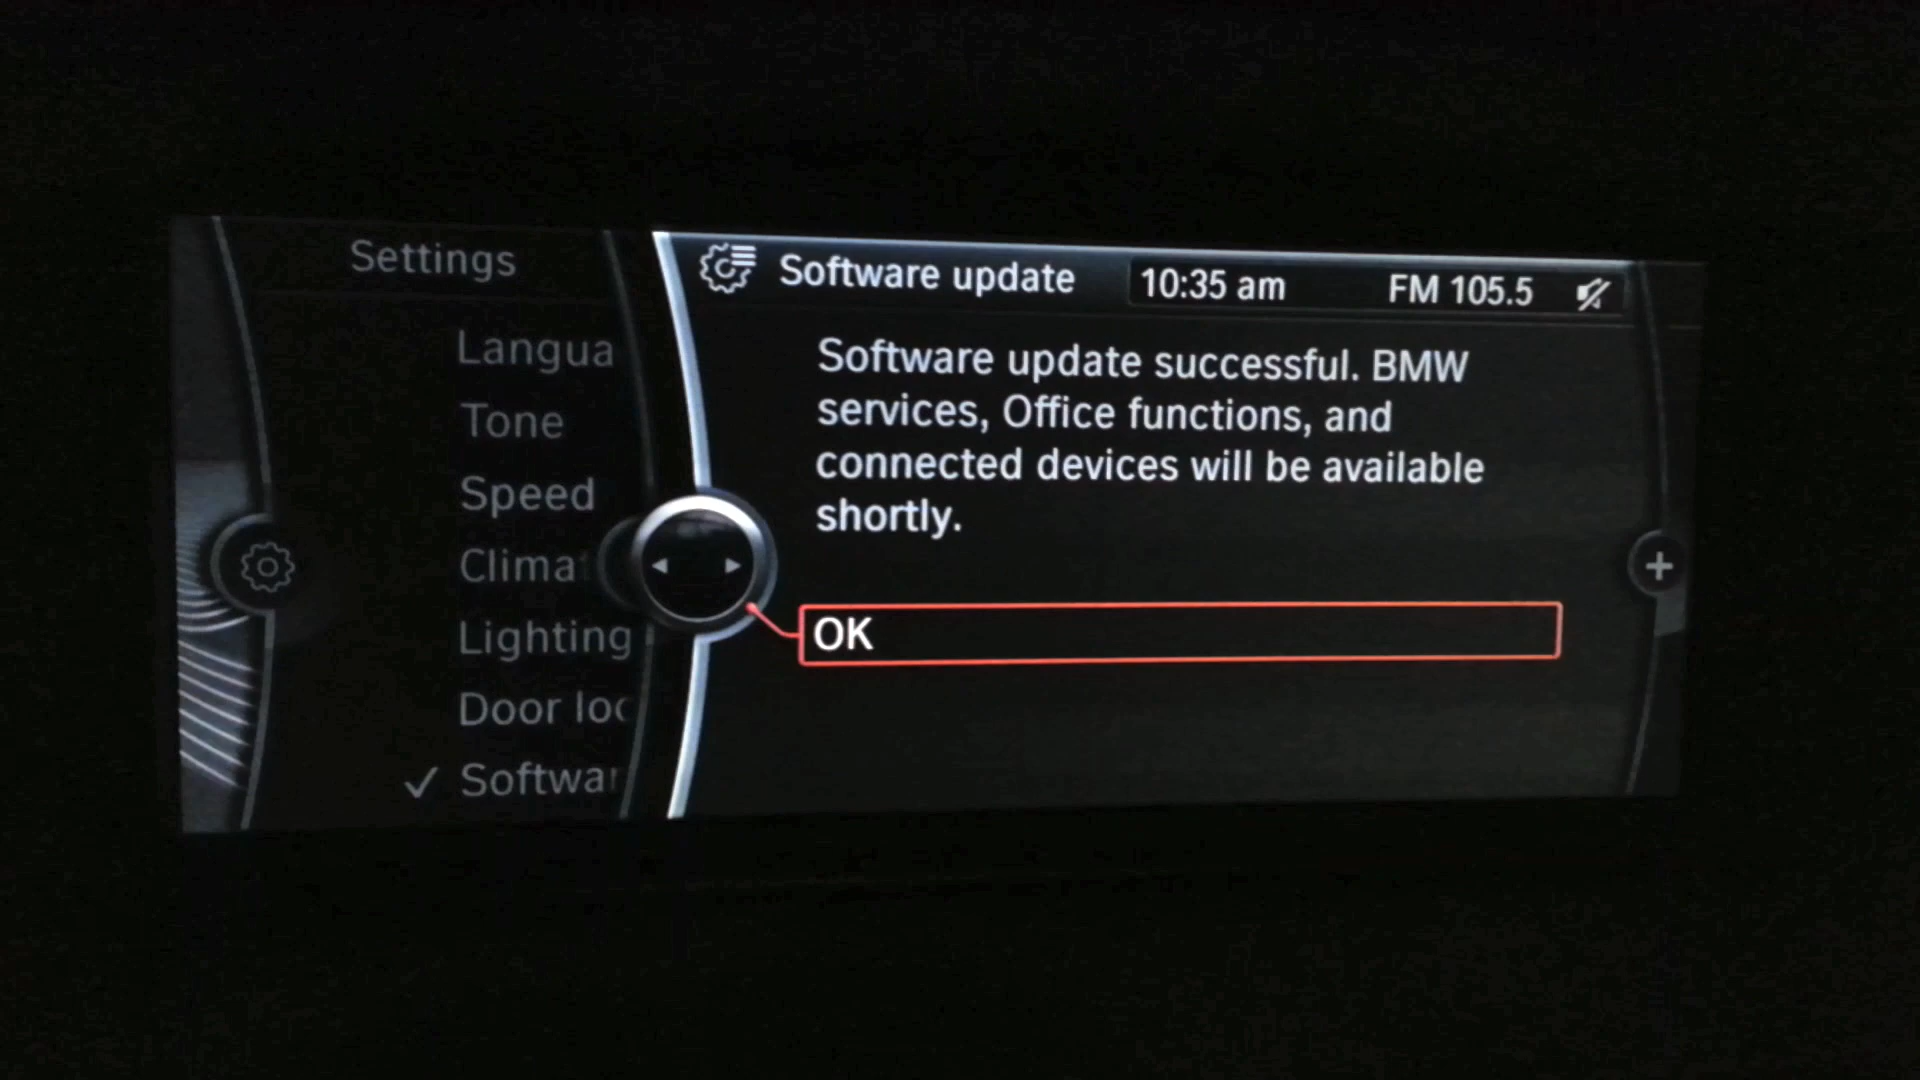 Settings
Langua
Tone
Speed
Clima
Lighting
Door loc
✓ Softwar
Software update
10:35 am
FM 105.5
Software update successful. BMW
services, Office functions, and
connected devices will be available
shortly.
OK